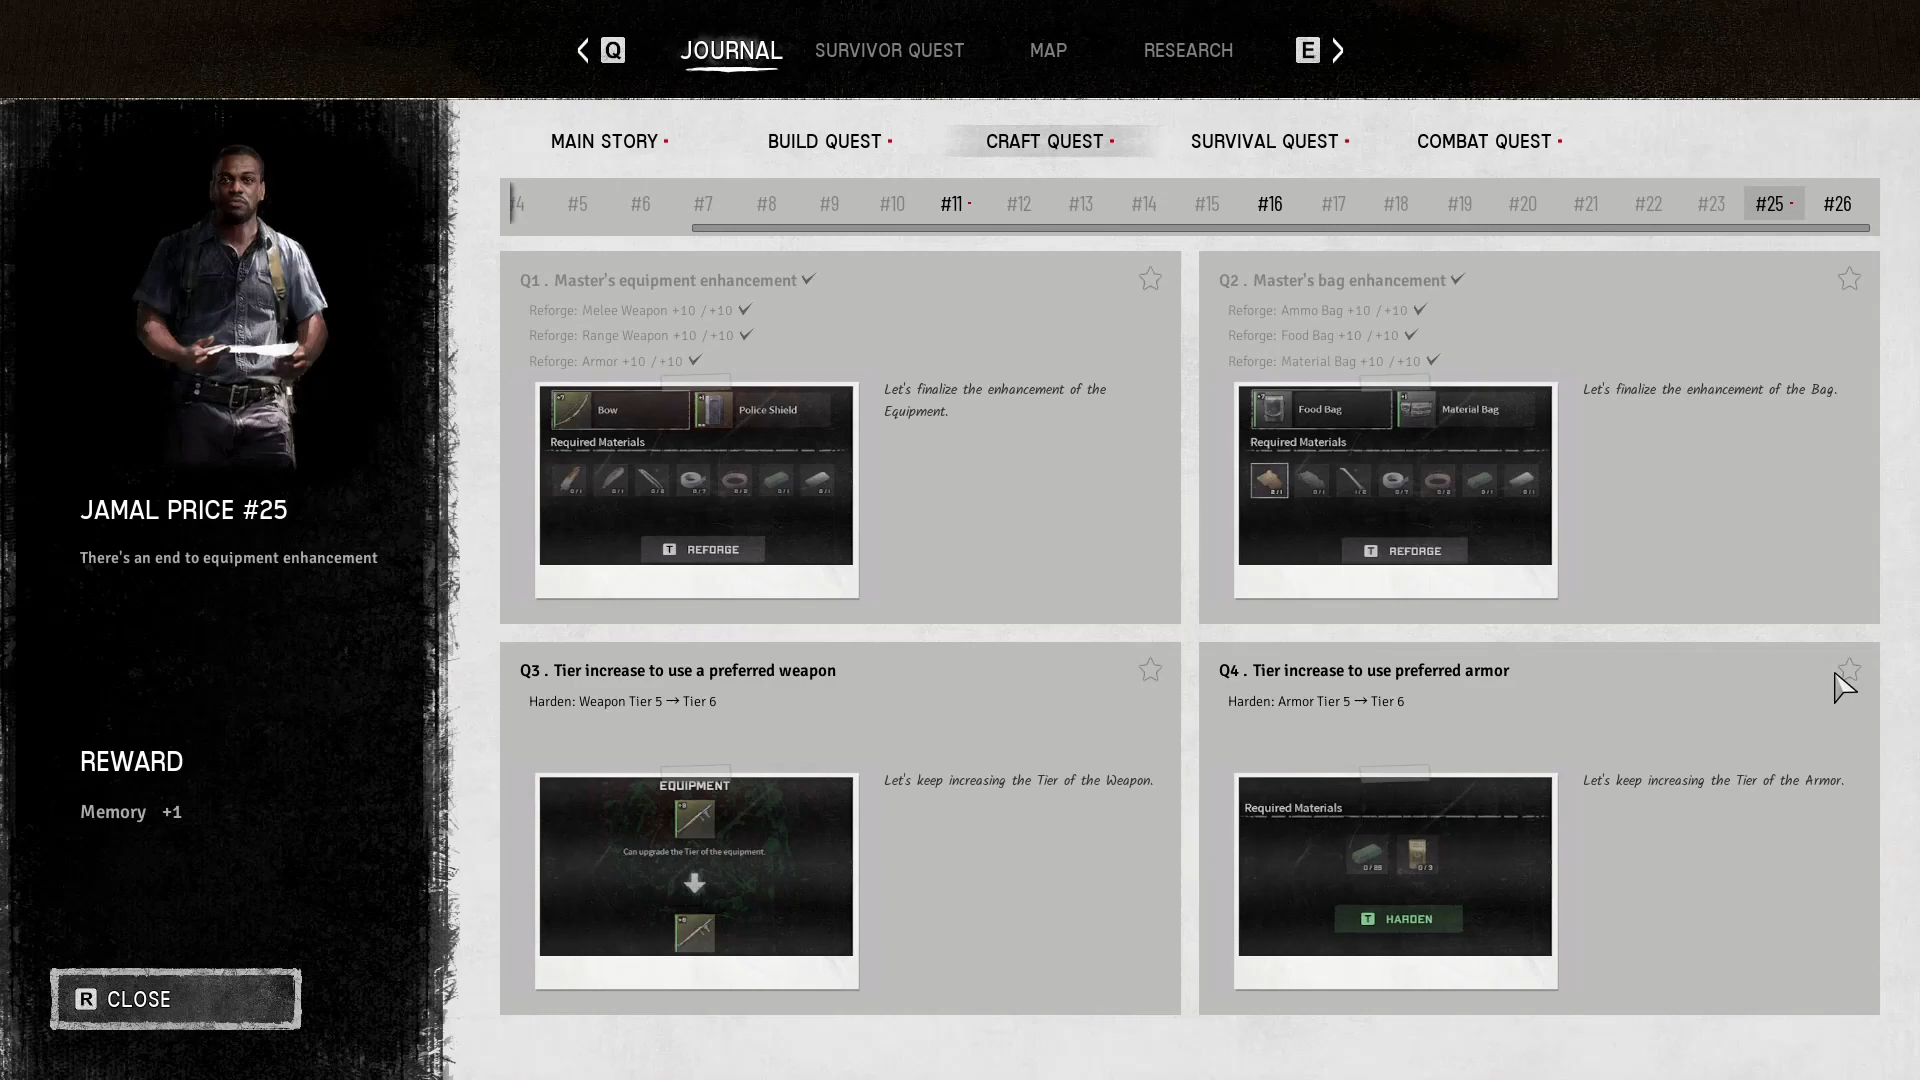 Q
JOURNAL
SURVIVOR QUEST
MAP
RESEARCH
E
MAIN STORY
BUILD QUEST
CRAFT QUEST
SURVIVAL QUEST
COMBAT QUEST
#4 #5 #6 #7 #8 #9 #10 #11 #12 #13 #14 #15 #16 #17 #18 #19 #20 #21 #22 #23 #25 #26
JAMAL PRICE #25
There's an end to equipment enhancement
REWARD
Memory +1
R CLOSE
Q1 . Master's equipment enhancement
Reforge: Melee Weapon +10 / +10
Reforge: Range Weapon +10 / +10
Reforge: Armor +10 / +10
Bow
Police Shield
Required Materials
T REFORGE
Let's finalize the enhancement of the
Equipment.
Q2 . Master's bag enhancement
Reforge: Ammo Bag +10 / +10
Reforge: Food Bag +10 / +10
Reforge: Material Bag +10 / +10
Food Bag
Material Bag
Required Materials
T REFORGE
Let's finalize the enhancement of the Bag.
Q3 . Tier increase to use a preferred weapon
Harden: Weapon Tier 5 → Tier 6
EQUIPMENT
Can upgrade the Tier of the equipment.
Let's keep increasing the Tier of the Weapon.
Q4 . Tier increase to use preferred armor
Harden: Armor Tier 5 → Tier 6
Required Materials
T HARDEN
Let's keep increasing the Tier of the Armor.